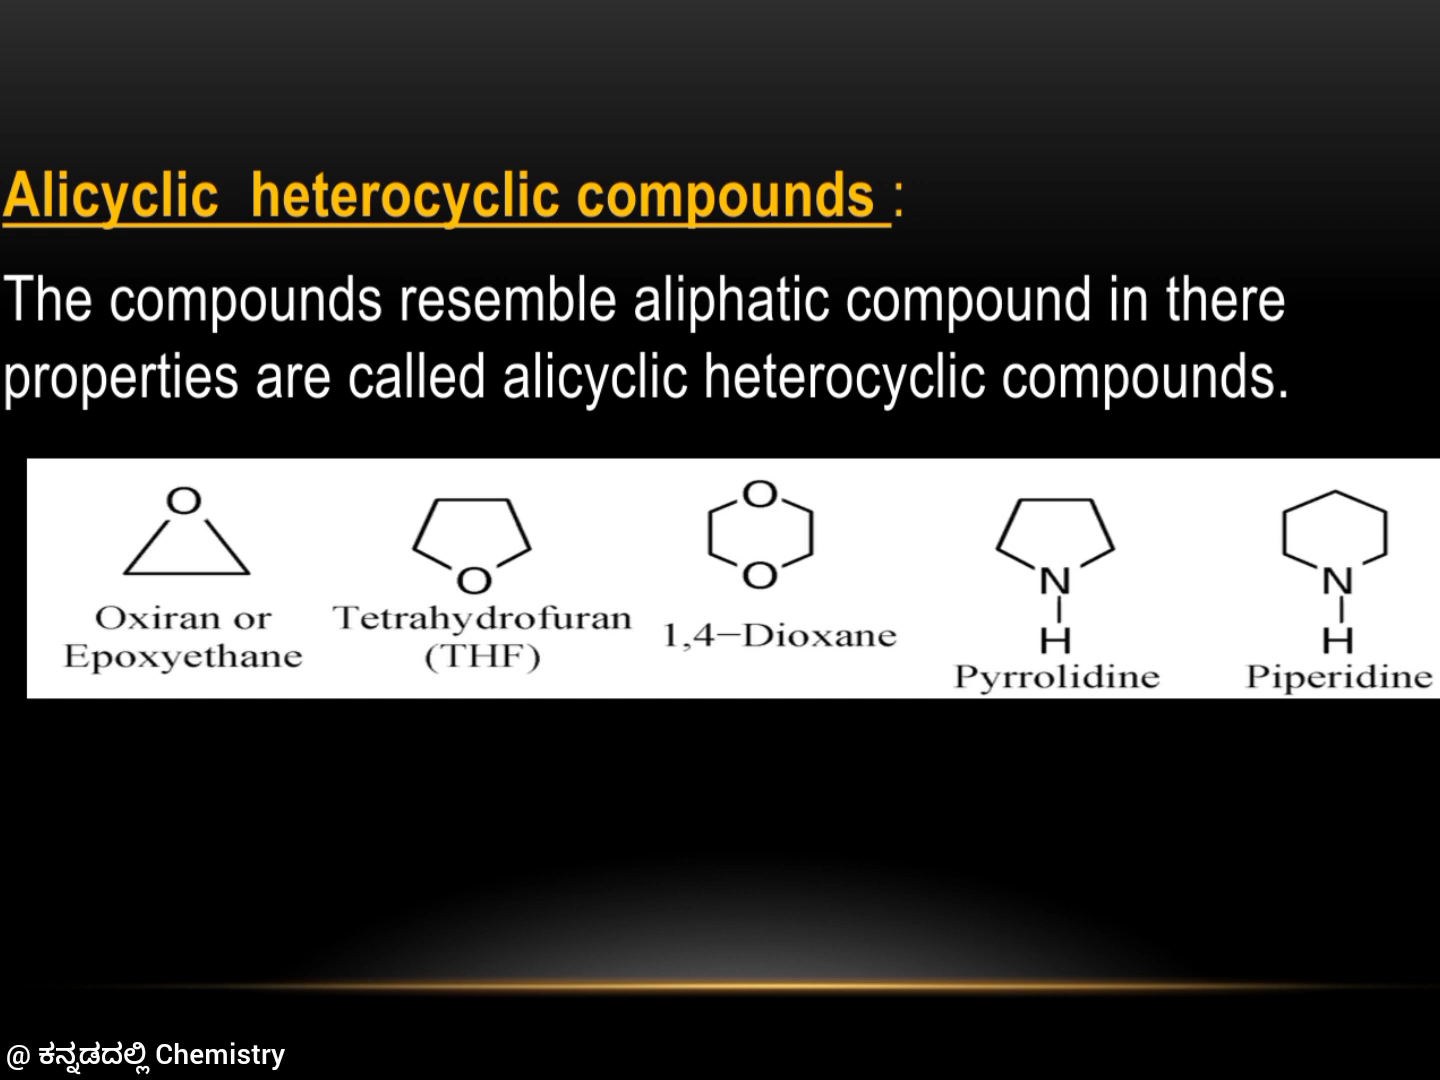 Alicyclic heterocyclic compounds :
The compounds resemble aliphatic compound in there
properties are called alicyclic heterocyclic compounds.
O
Oxiran or
Epoxyethane
O
Tetrahydrofuran
(THF)
O
O
1,4−Dioxane
N
H
Pyrrolidine
N
H
Piperidine
@ ಕನ್ನಡದಲ್ಲಿ Chemistry